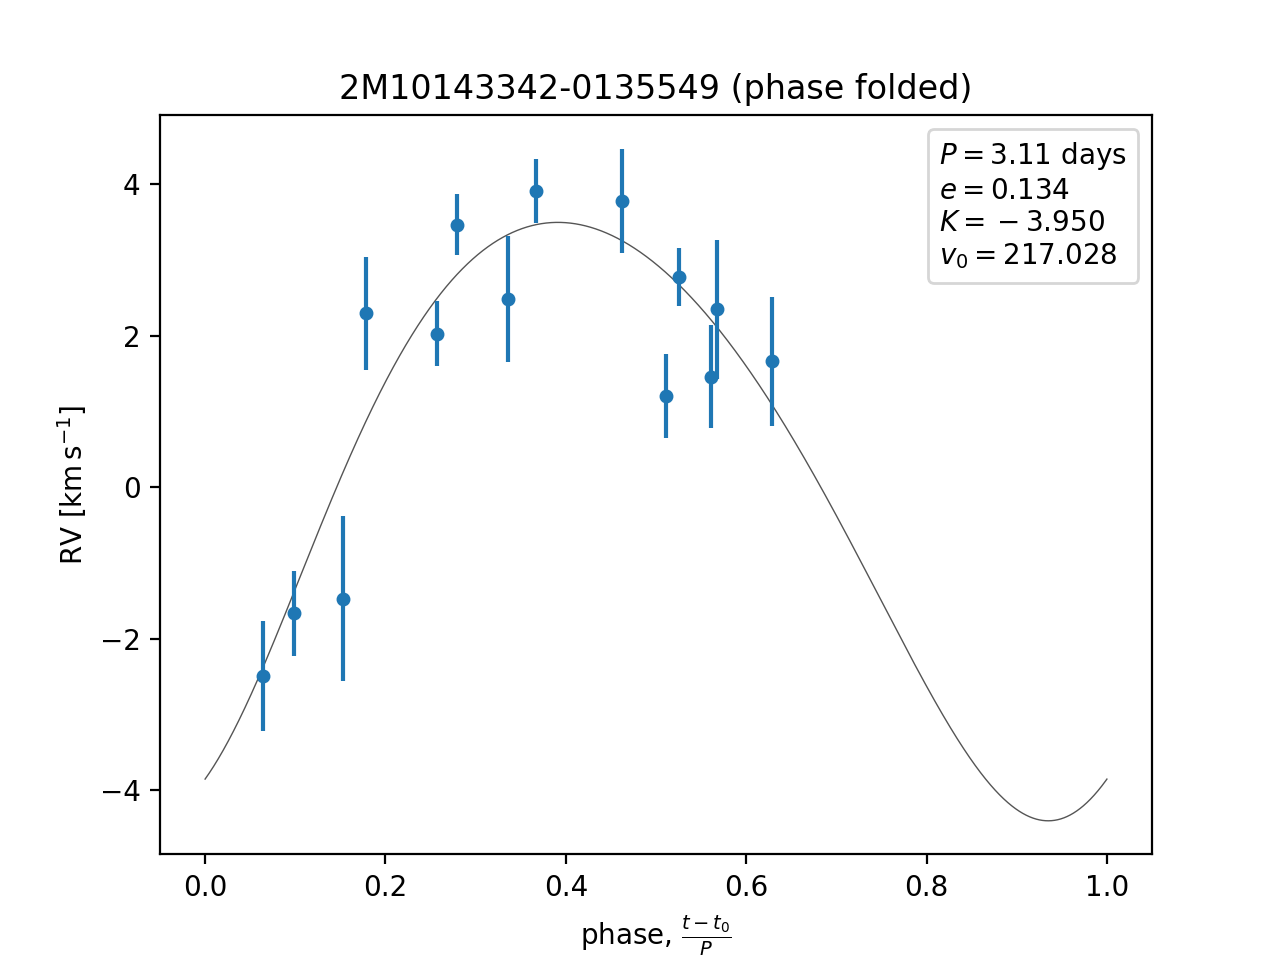 2M10143342-0135549 (phase folded)
P = 3.11 days
e = 0.134
K = −3.950
v₀ = 217.028
RV [km s⁻¹]
4
2
0
−2
−4
0.0 0.2 0.4 0.6 0.8 1.0
phase, (t − t₀)/P